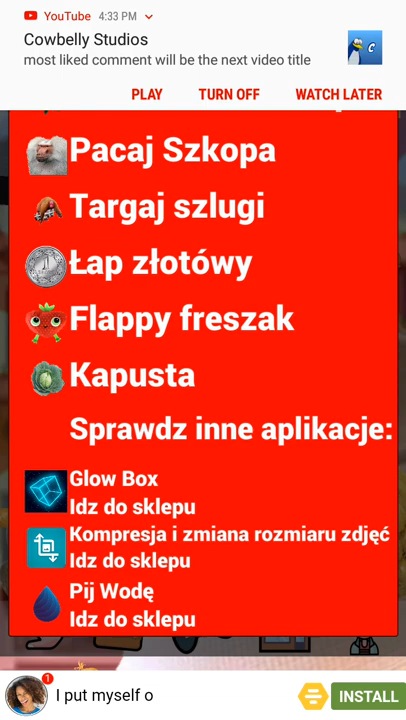 YouTube 4:33 PM
Cowbelly Studios
most liked comment will be the next video title
C
PLAY TURN OFF WATCH LATER
Pacaj Szkopa
Targaj szlugi
Łap złotówy
Flappy freszak
Kapusta
Sprawdz inne aplikacje:
Glow Box
Idz do sklepu
Kompresja i zmiana rozmiaru zdjęć
Idz do sklepu
Pij Wodę
Idz do sklepu
1
I put myself o
INSTALL